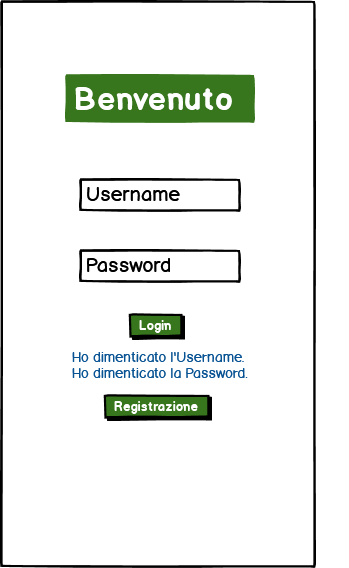 Benvenuto
Username
Password
Login
Ho dimenticato l'Username.
Ho dimenticato la Password.
Registrazione